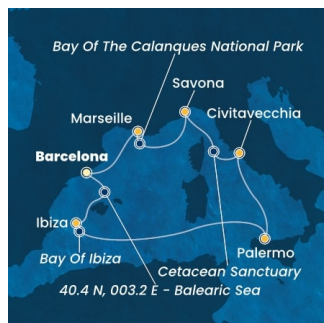 Bay Of The Calanques National Park
Savona
Marseille
Civitavecchia
Barcelona
Ibiza
Bay Of Ibiza
Palermo
Cetacean Sanctuary
40.4 N, 003.2 E - Balearic Sea